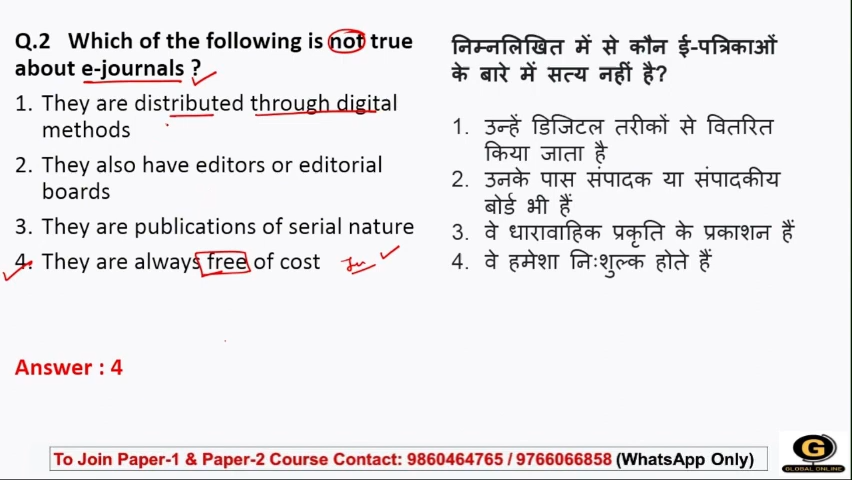 Q.2 Which of the following is not true
about e-journals ?
1. They are distributed through digital
methods
2. They also have editors or editorial
boards
3. They are publications of serial nature
4. They are always free of cost
Answer : 4
निम्नलिखित में से कौन ई-पत्रिकाओं
के बारे में सत्य नहीं है?
1. उन्हें डिजिटल तरीकों से वितरित
किया जाता है
2. उनके पास संपादक या संपादकीय
बोर्ड भी हैं
3. वे धारावाहिक प्रकृति के प्रकाशन हैं
4. वे हमेशा निःशुल्क होते हैं
To Join Paper-1 & Paper-2 Course Contact: 9860464765 / 9766066858 (WhatsApp Only)
G
GLOBAL ONLINE